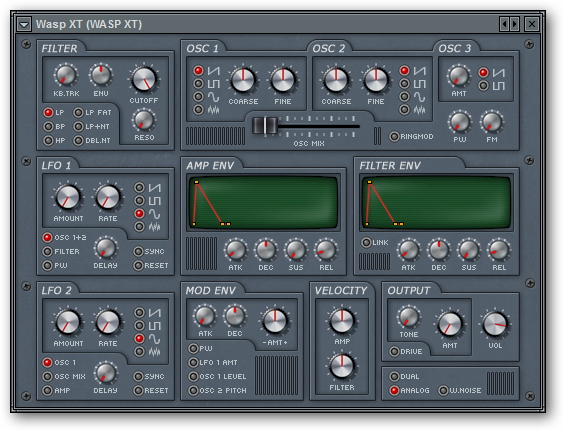 Wasp XT (WASP XT)
FILTER
KB.TRK ENV CUTOFF
LP LP FAT
BP LP+NT
HP DBL.NT
RESO
OSC 1
COARSE FINE
OSC 2
COARSE FINE
OSC MIX
RINGMOD
OSC 3
AMT
PW FM
LFO 1
AMOUNT RATE
OSC 1+2
FILTER
PW
DELAY
SYNC
RESET
AMP ENV
ATK DEC SUS REL
FILTER ENV
LINK
ATK DEC SUS REL
LFO 2
AMOUNT RATE
OSC 1
OSC MIX
AMP
DELAY
SYNC
RESET
MOD ENV
ATK DEC -AMT+
PW
LFO 1 AMT
OSC 1 LEVEL
OSC 2 PITCH
VELOCITY
AMP
FILTER
OUTPUT
TONE AMT VOL
DRIVE
DUAL
ANALOG W.NOISE